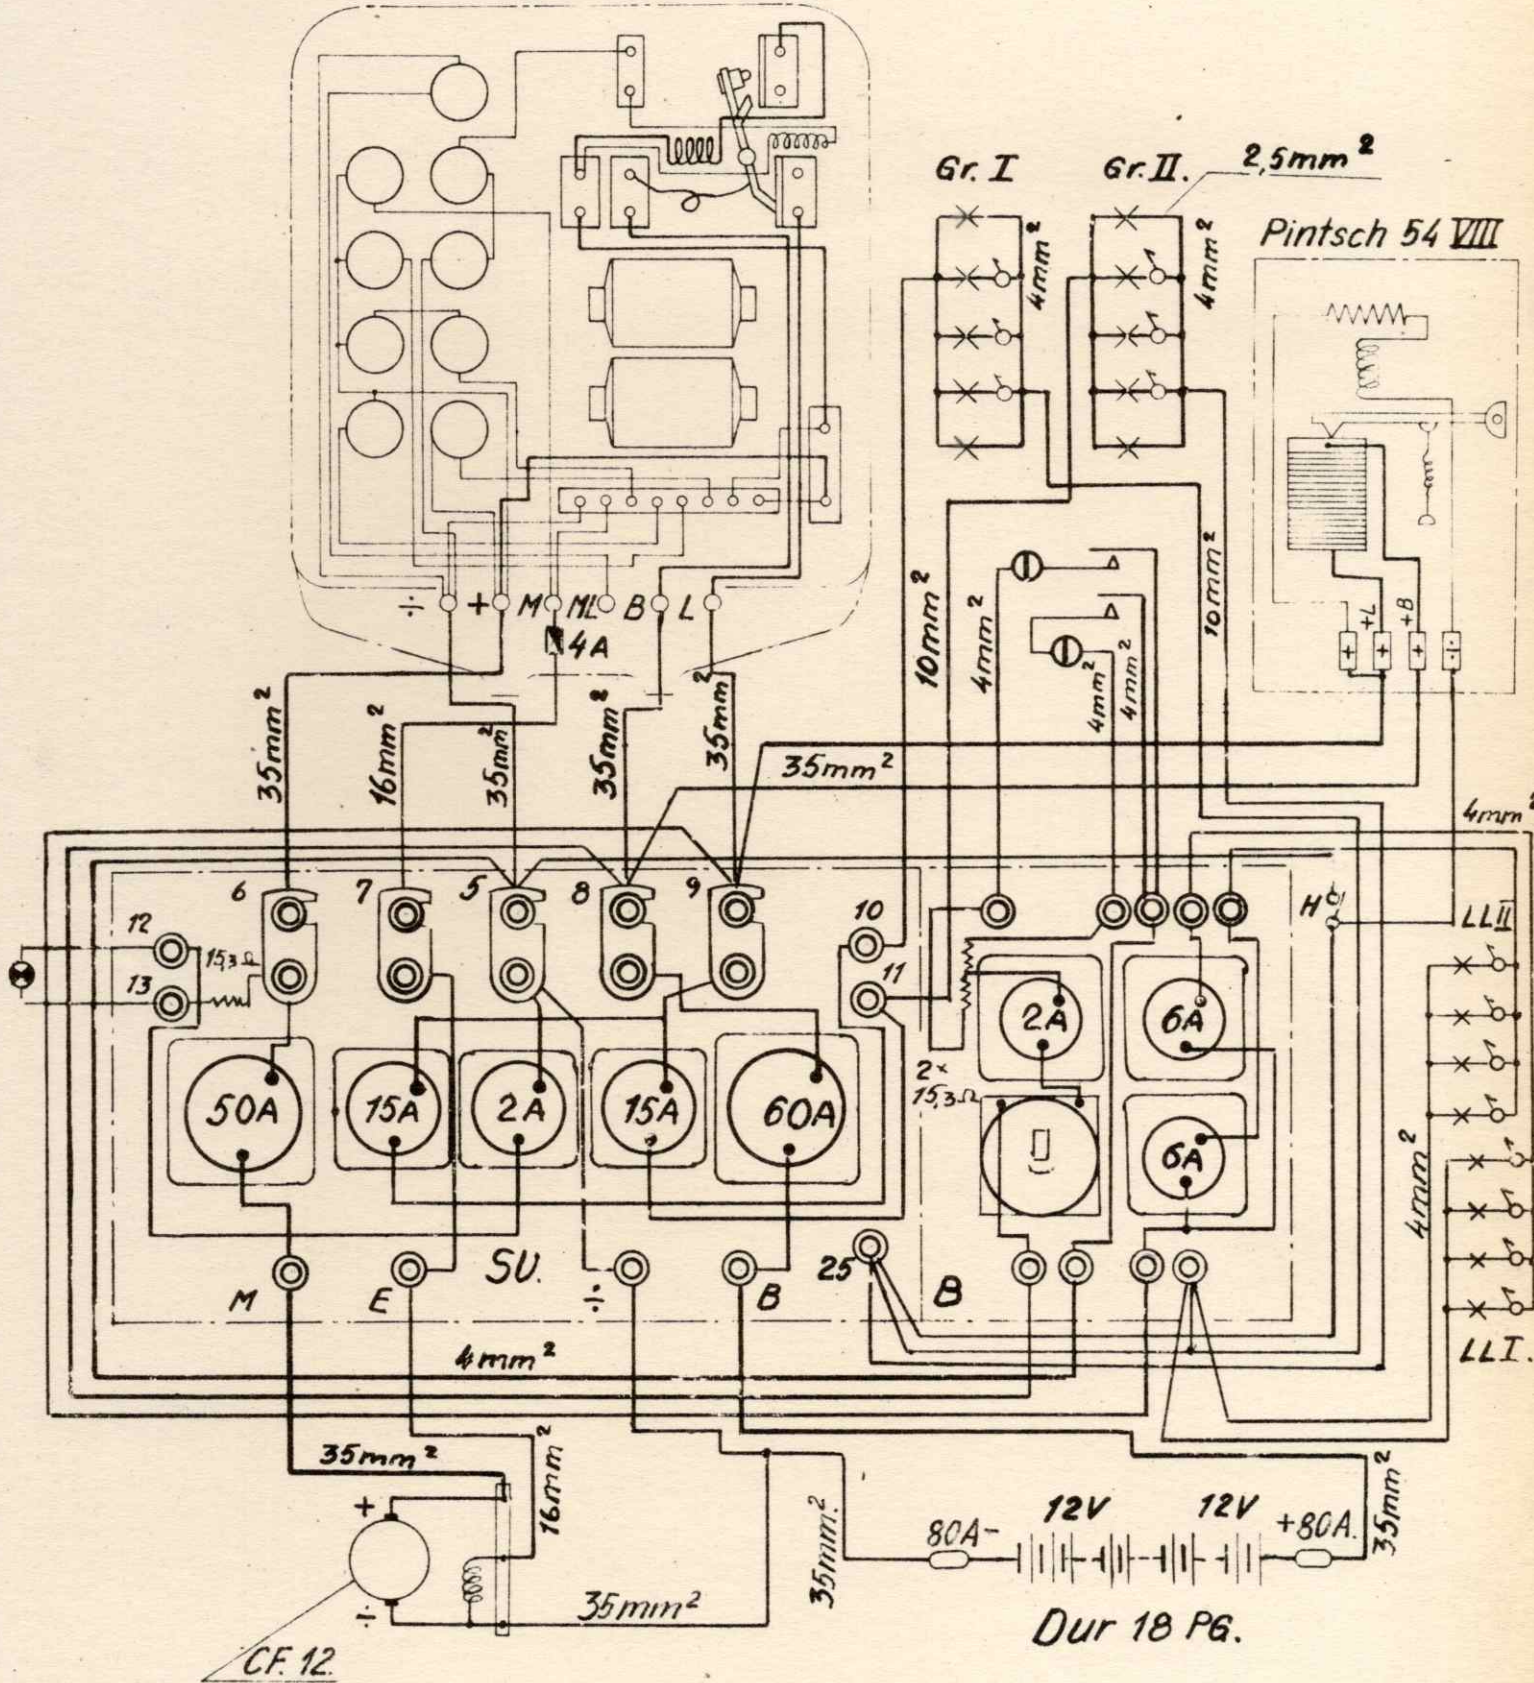 Gr. I
Gr. II.
2,5mm²
4mm²
4mm²
Pintsch 54 VIII
÷ + M ML B L
4A
+L
+B
+ + + ÷
10mm²
4mm²
4mm²
4mm²
10mm²
10mm²
35mm²
16mm²
35mm²
35mm²
35mm²
35mm²
4mm²
6
7
5
8
9
10
11
12
13
15,3 Ω
H
LL II
50A
15A
2A
15A
60A
2A
6A
6A
2× 15,3 Ω
4mm²
M
E
SU.
÷
B
25
B
LL I.
4mm²
35mm²
16mm²
+
÷
35mm²
35mm²
80A -
12V
12V
+80A.
35mm²
Dur 18 PG.
CF. 12.